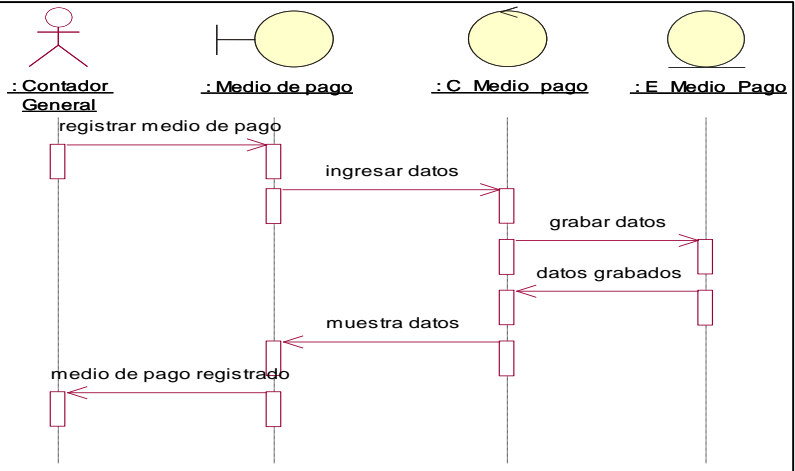 : Contador
General
: Medio de pago
: C_Medio_pago
: E_Medio_Pago
registrar medio de pago
ingresar datos
grabar datos
datos grabados
muestra datos
medio de pago registrado